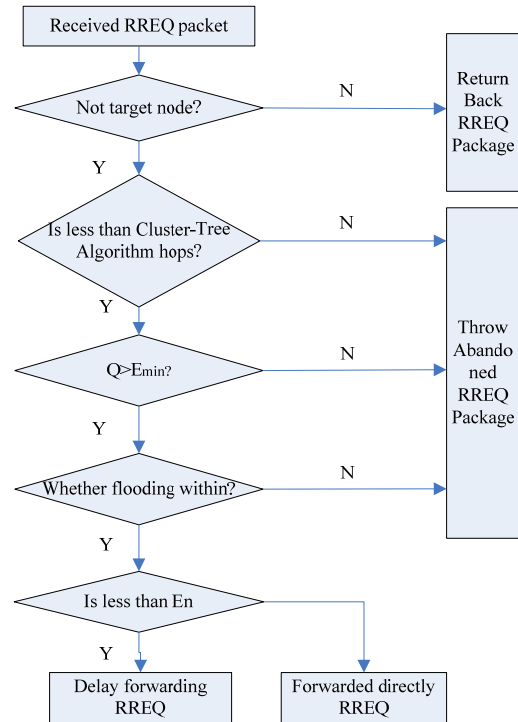 Received RREQ packet
Not target node?
N
Return
Back
RREQ
Package
Y
Is less than Cluster-Tree
Algorithm hops?
N
Y
Throw
Abando
ned
RREQ
Package
Q>Emin?
N
Y
Whether flooding within?
N
Y
Is less than En
Y
Delay forwarding
RREQ
Forwarded directly
RREQ